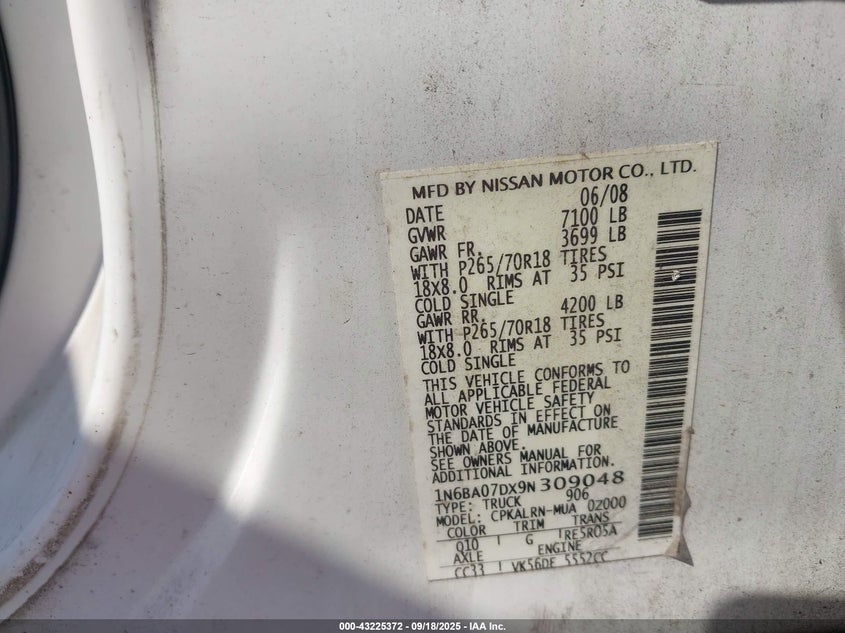 MFD BY NISSAN MOTOR CO., LTD.
DATE 06/08
GVWR 7100 LB
GAWR FR. 3699 LB
WITH P265/70R18 TIRES
18X8.0 RIMS AT 35 PSI
COLD SINGLE
GAWR RR. 4200 LB
WITH P265/70R18 TIRES
18X8.0 RIMS AT 35 PSI
COLD SINGLE
THIS VEHICLE CONFORMS TO
ALL APPLICABLE FEDERAL
MOTOR VEHICLE SAFETY
STANDARDS IN EFFECT ON
THE DATE OF MANUFACTURE
SHOWN ABOVE.
SEE OWNERS MANUAL FOR
ADDITIONAL INFORMATION.
1N6BA07DX9N 309048
TYPE: TRUCK 906
MODEL: CPKALRN-MUA 02000
COLOR TRIM TRANS
Q10 G RE5R05A
AXLE ENGINE
CC33 VK56DE 5552CC
000-43225372 - 09/18/2025 - IAA Inc.